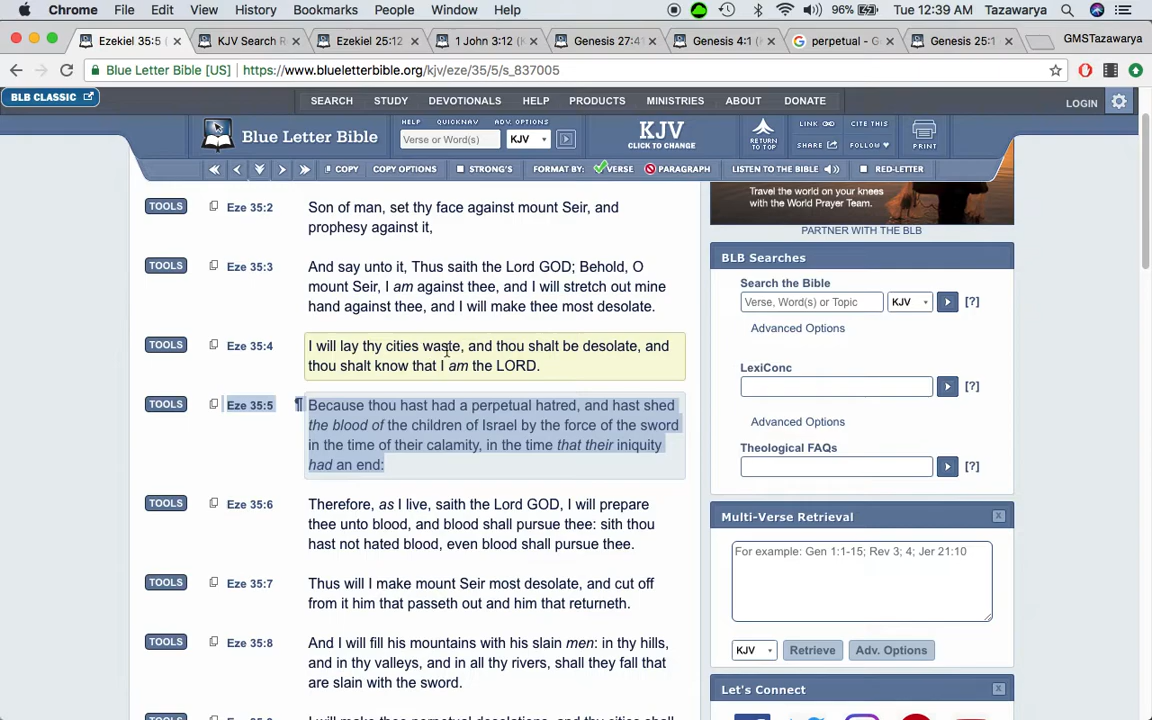 Chrome File Edit View History Bookmarks People Window Help 96% Tue 12:39 AM Tazawarya
Ezekiel 35:5 ( KJV Search R Ezekiel 25:12 1 John 3:12 ( Genesis 27:4 Genesis 4:1 ( perpetual - G Genesis 25:1 GMSTazawarya
Blue Letter Bible [US] https://www.blueletterbible.org/kjv/eze/35/5/s_837005
BLB CLASSIC SEARCH STUDY DEVOTIONALS HELP PRODUCTS MINISTRIES ABOUT DONATE LOGIN
Blue Letter Bible
HELP QUICKNAV ADV. OPTIONS
Verse or Word(s) KJV
KJV
CLICK TO CHANGE
RETURN
TO TOP
LINK CITE THIS
SHARE FOLLOW
PRINT
COPY COPY OPTIONS STRONG'S FORMAT BY: VERSE PARAGRAPH LISTEN TO THE BIBLE RED-LETTER
TOOLS Eze 35:2 Son of man, set thy face against mount Seir, and
prophesy against it,
TOOLS Eze 35:3 And say unto it, Thus saith the Lord GOD; Behold, O
mount Seir, I am against thee, and I will stretch out mine
hand against thee, and I will make thee most desolate.
TOOLS Eze 35:4 I will lay thy cities waste, and thou shalt be desolate, and
thou shalt know that I am the LORD.
TOOLS Eze 35:5 ¶ Because thou hast had a perpetual hatred, and hast shed
the blood of the children of Israel by the force of the sword
in the time of their calamity, in the time that their iniquity
had an end:
TOOLS Eze 35:6 Therefore, as I live, saith the Lord GOD, I will prepare
thee unto blood, and blood shall pursue thee: sith thou
hast not hated blood, even blood shall pursue thee.
TOOLS Eze 35:7 Thus will I make mount Seir most desolate, and cut off
from it him that passeth out and him that returneth.
TOOLS Eze 35:8 And I will fill his mountains with his slain men: in thy hills,
and in thy valleys, and in all thy rivers, shall they fall that
are slain with the sword.
I will make thee perpetual desolations, and thy cities shall
Travel the world on your knees
with the World Prayer Team.
PARTNER WITH THE BLB
BLB Searches
Search the Bible
Verse, Word(s) or Topic KJV [?]
Advanced Options
LexiConc
[?]
Advanced Options
Theological FAQs
[?]
Multi-Verse Retrieval X
For example: Gen 1:1-15; Rev 3; 4; Jer 21:10
KJV Retrieve Adv. Options
Let's Connect X